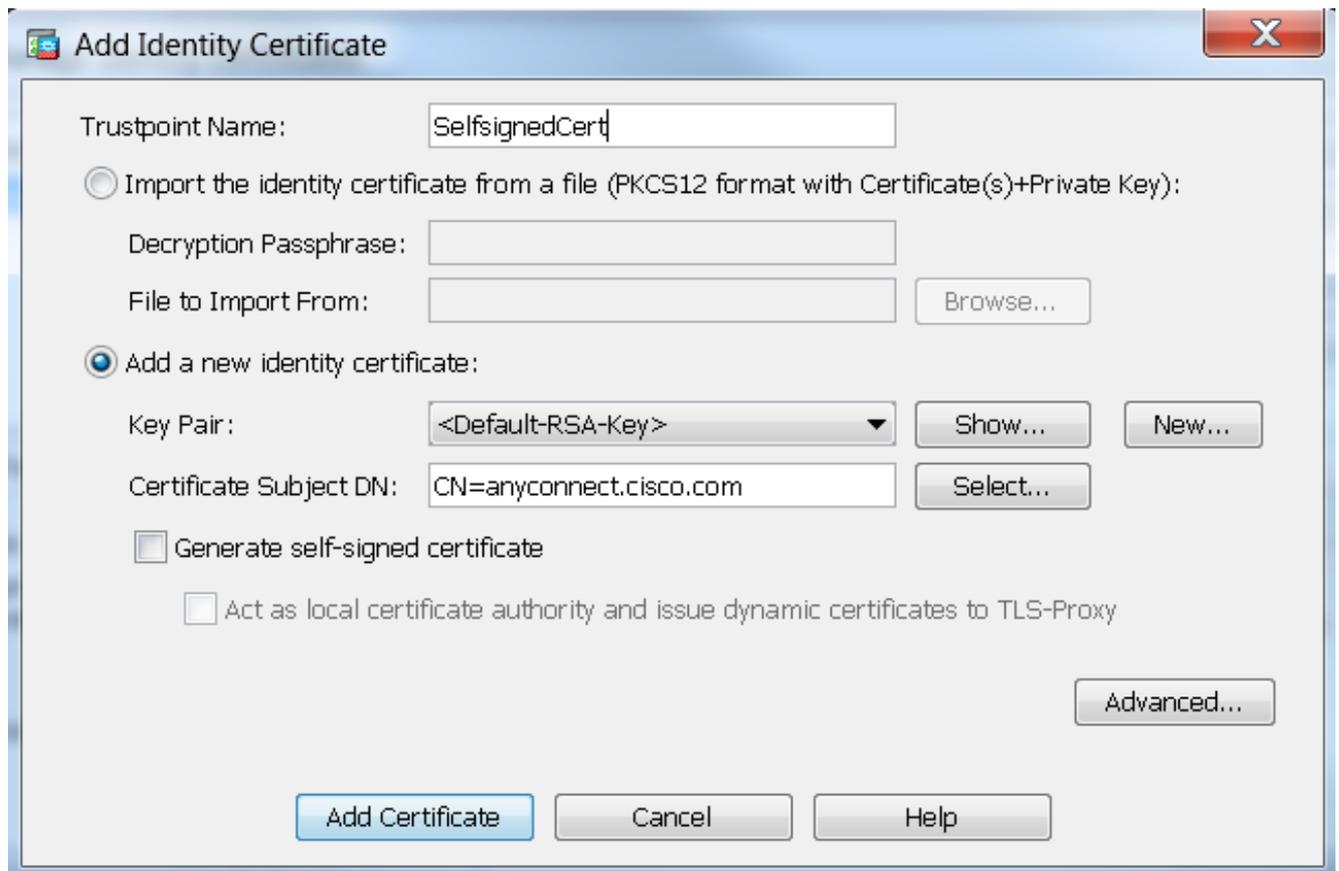 Add Identity Certificate
Trustpoint Name: SelfsignedCert
Import the identity certificate from a file (PKCS12 format with Certificate(s)+Private Key):
Decryption Passphrase:
File to Import From: Browse...
Add a new identity certificate:
Key Pair: <Default-RSA-Key> Show... New...
Certificate Subject DN: CN=anyconnect.cisco.com Select...
Generate self-signed certificate
Act as local certificate authority and issue dynamic certificates to TLS-Proxy
Advanced...
Add Certificate Cancel Help